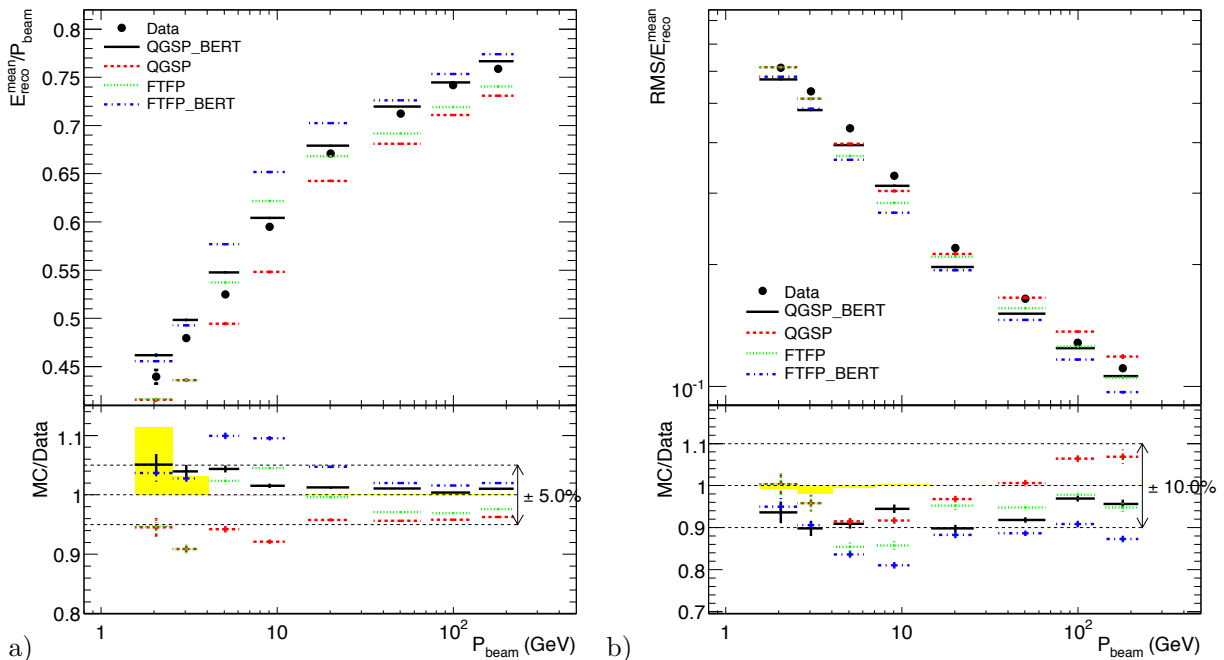 E_reco^mean/P_beam
0.8
0.75
0.7
0.65
0.6
0.55
0.5
0.45
Data
QGSP_BERT
QGSP
FTFP
FTFP_BERT
MC/Data
1.1
1
0.9
0.8
± 5.0%
1
10
10²
P_beam (GeV)
a)
RMS/E_reco^mean
0.2
10⁻¹
Data
QGSP_BERT
QGSP
FTFP
FTFP_BERT
MC/Data
1.1
1
0.9
0.8
0.7
± 10.0%
1
10
10²
P_beam (GeV)
b)